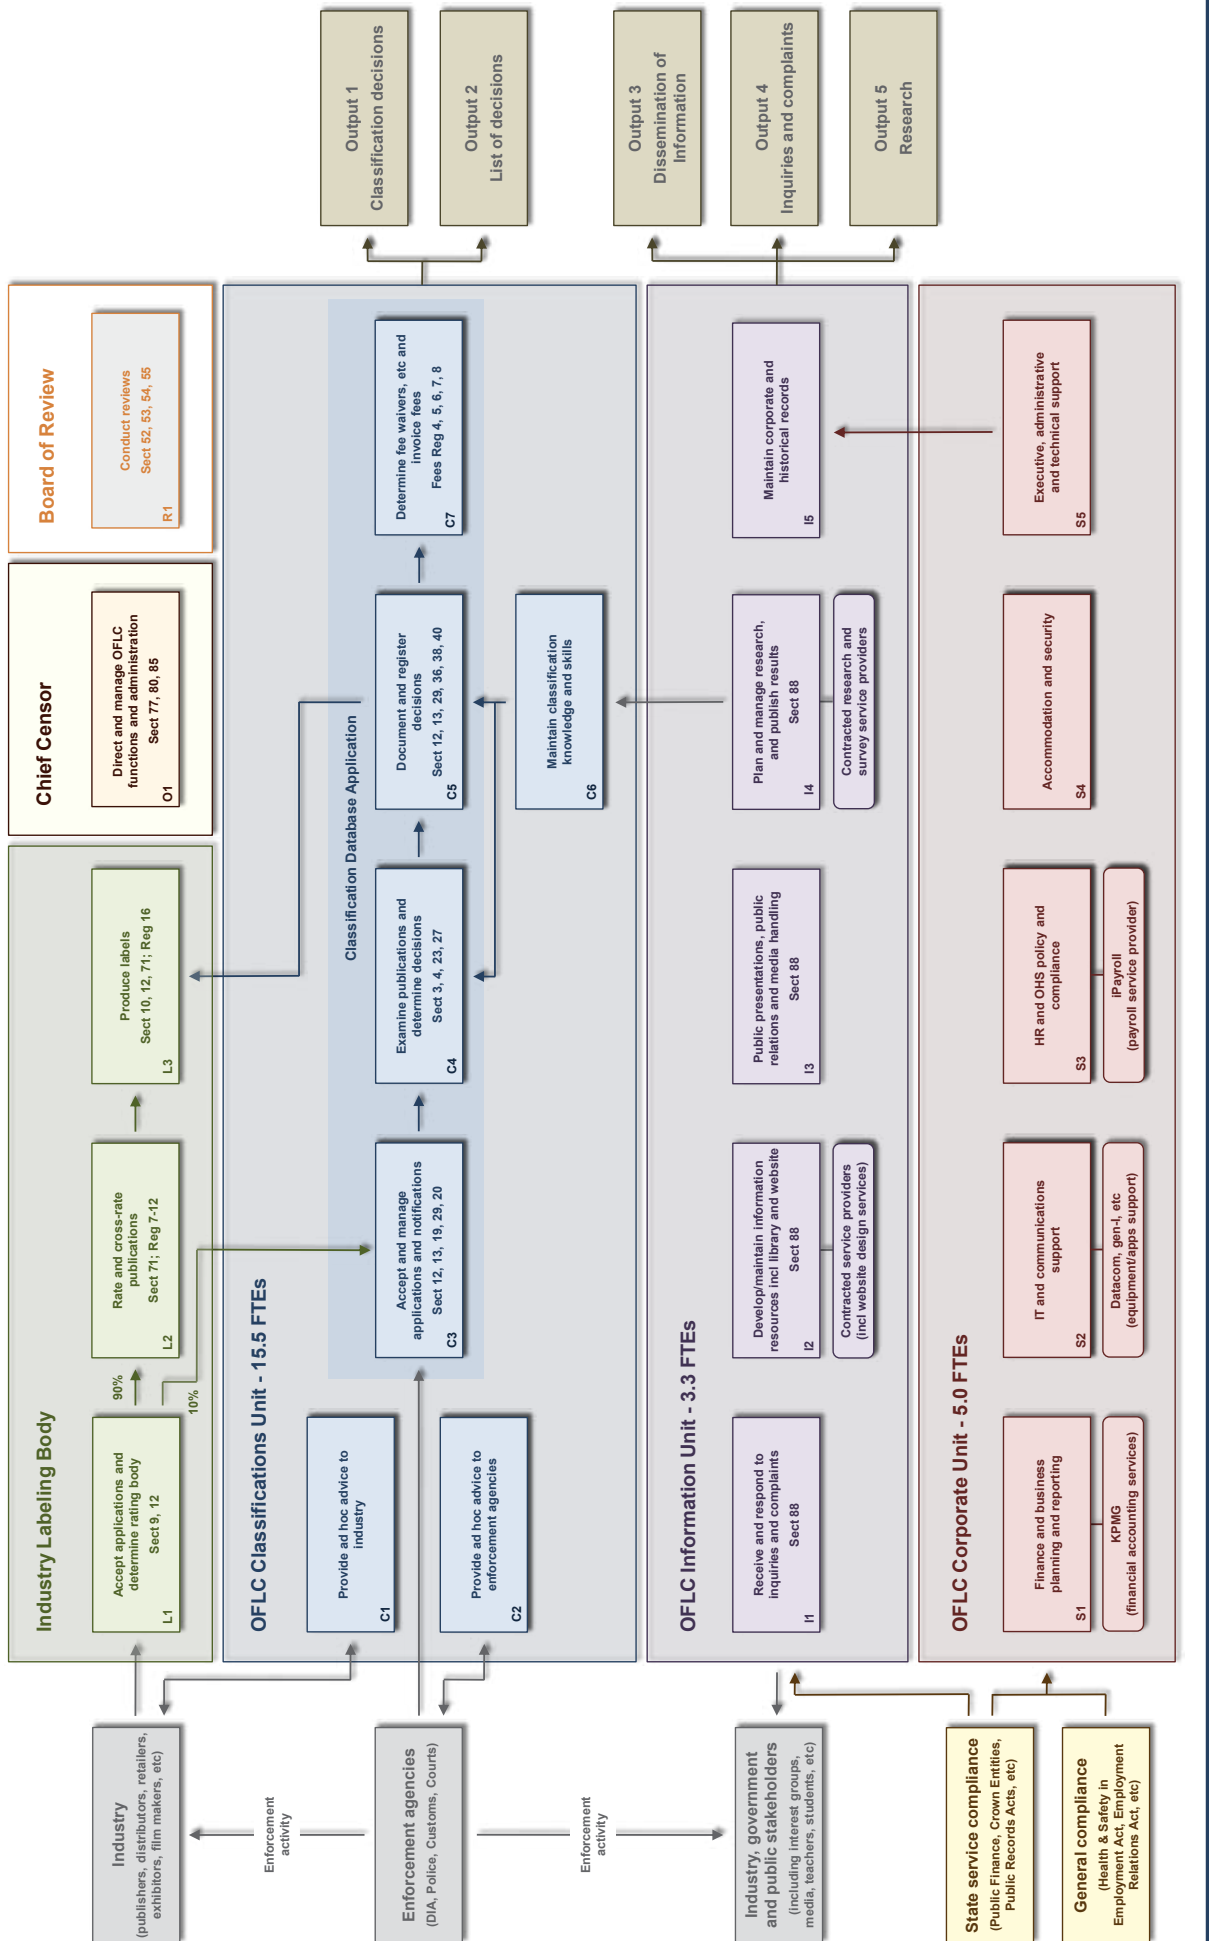 Industry
(publishers, distributors, retailers,
exhibitors, film makers, etc)
Enforcement
activity
Enforcement agencies
(DIA, Police, Customs, Courts)
Enforcement
activity
Industry, government
and public stakeholders
(including interest groups,
media, teachers, students, etc)
State service compliance
(Public Finance, Crown Entities,
Public Records Acts, etc)
General compliance
(Health & Safety in
Employment Act, Employment
Relations Act, etc)
Industry Labeling Body
Accept applications and
determine rating body
Sect 9, 12
L1
90%
10%
Rate and cross-rate
publications
Sect 71; Reg 7-12
L2
Produce labels
Sect 10, 12, 71; Reg 16
L3
Chief Censor
Direct and manage OFLC
functions and administration
Sect 77, 80, 85
O1
Board of Review
Conduct reviews
Sect 52, 53, 54, 55
R1
OFLC Classifications Unit - 15.5 FTEs
Provide ad hoc advice to
industry
C1
Provide ad hoc advice to
enforcement agencies
C2
Classification Database Application
Accept and manage
applications and notifications
Sect 12, 13, 19, 29, 20
C3
Examine publications and
determine decisions
Sect 3, 4, 23, 27
C4
Document and register
decisions
Sect 12, 13, 29, 36, 38, 40
C5
Maintain classification
knowledge and skills
C6
Determine fee waivers, etc and
invoice fees
Fees Reg 4, 5, 6, 7, 8
C7
OFLC Information Unit - 3.3 FTEs
Receive and respond to
inquiries and complaints
Sect 88
I1
Develop/maintain information
resources incl library and website
Sect 88
I2
Contracted service providers
(incl website design services)
Public presentations, public
relations and media handling
Sect 88
I3
Plan and manage research,
and publish results
Sect 88
I4
Contracted research and
survey service providers
Maintain corporate and
historical records
I5
OFLC Corporate Unit - 5.0 FTEs
Finance and business
planning and reporting
S1
KPMG
(financial accounting services)
IT and communications
support
S2
Datacom, gen-I, etc
(equipment/apps support)
HR and OHS policy and
compliance
S3
iPayroll
(payroll service provider)
Accommodation and security
S4
Executive, administrative
and technical support
S5
Output 1
Classification decisions
Output 2
List of decisions
Output 3
Dissemination of
Information
Output 4
Inquiries and complaints
Output 5
Research